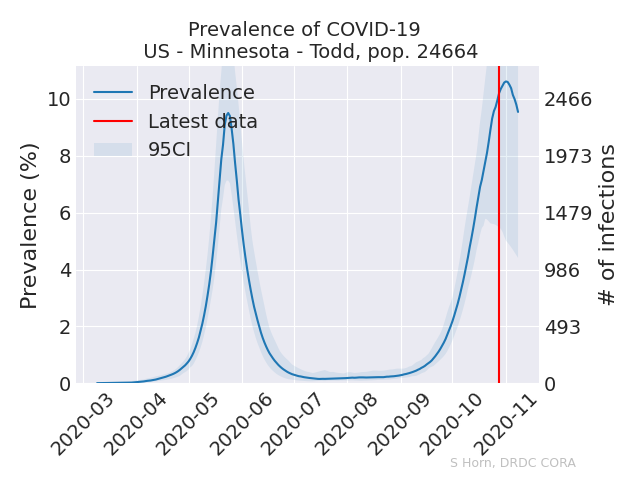 Prevalence of COVID-19
US - Minnesota - Todd, pop. 24664
Prevalence
Latest data
95CI
Prevalence (%)
10
8
6
4
2
0
2466
1973
1479
986
493
0
# of infections
2020-03
2020-04
2020-05
2020-06
2020-07
2020-08
2020-09
2020-10
2020-11
S Horn, DRDC CORA